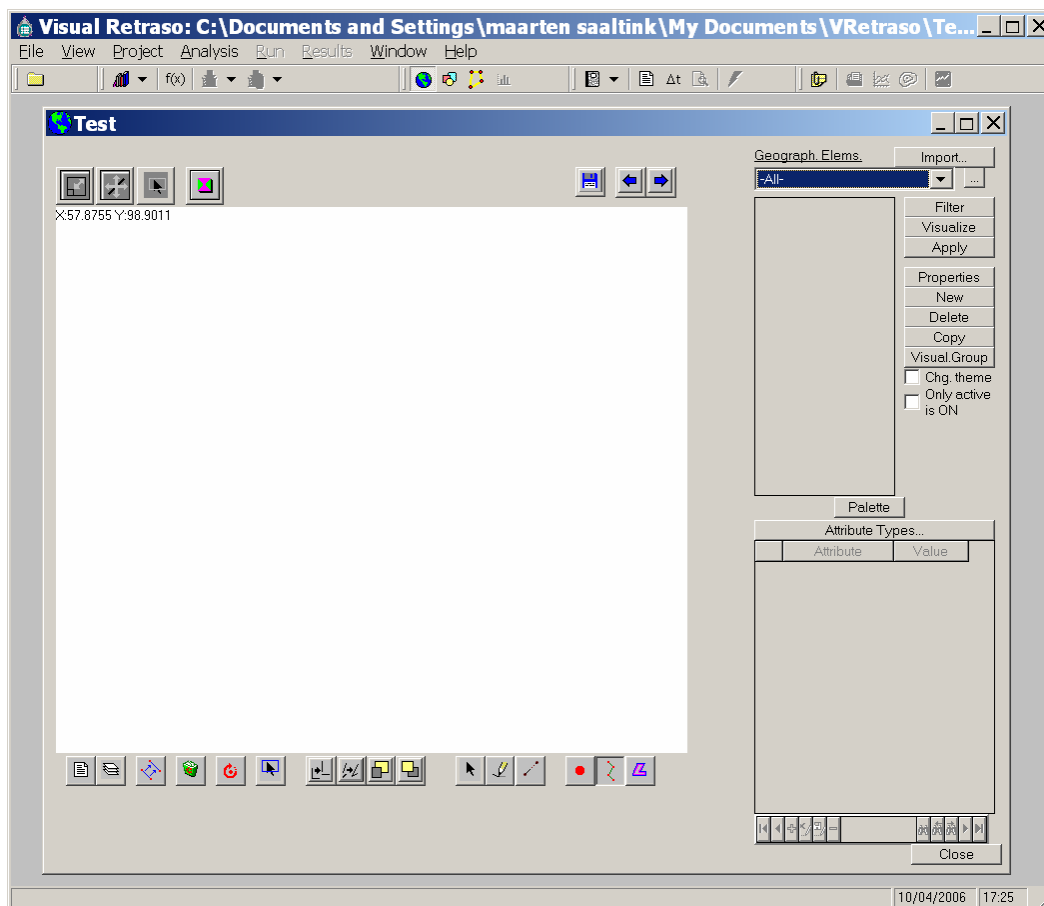 Visual Retraso: C:\Documents and Settings\maarten saaltink\My Documents\VRetraso\Te...
File View Project Analysis Run Results Window Help
f(x) Δt
Test
Geograph. Elems. Import...
-All- ...
X:57.8755 Y:98.9011
Filter
Visualize
Apply
Properties
New
Delete
Copy
Visual.Group
Chg. theme
Only active
is ON
Palette
Attribute Types...
Attribute Value
Close
10/04/2006 17:25